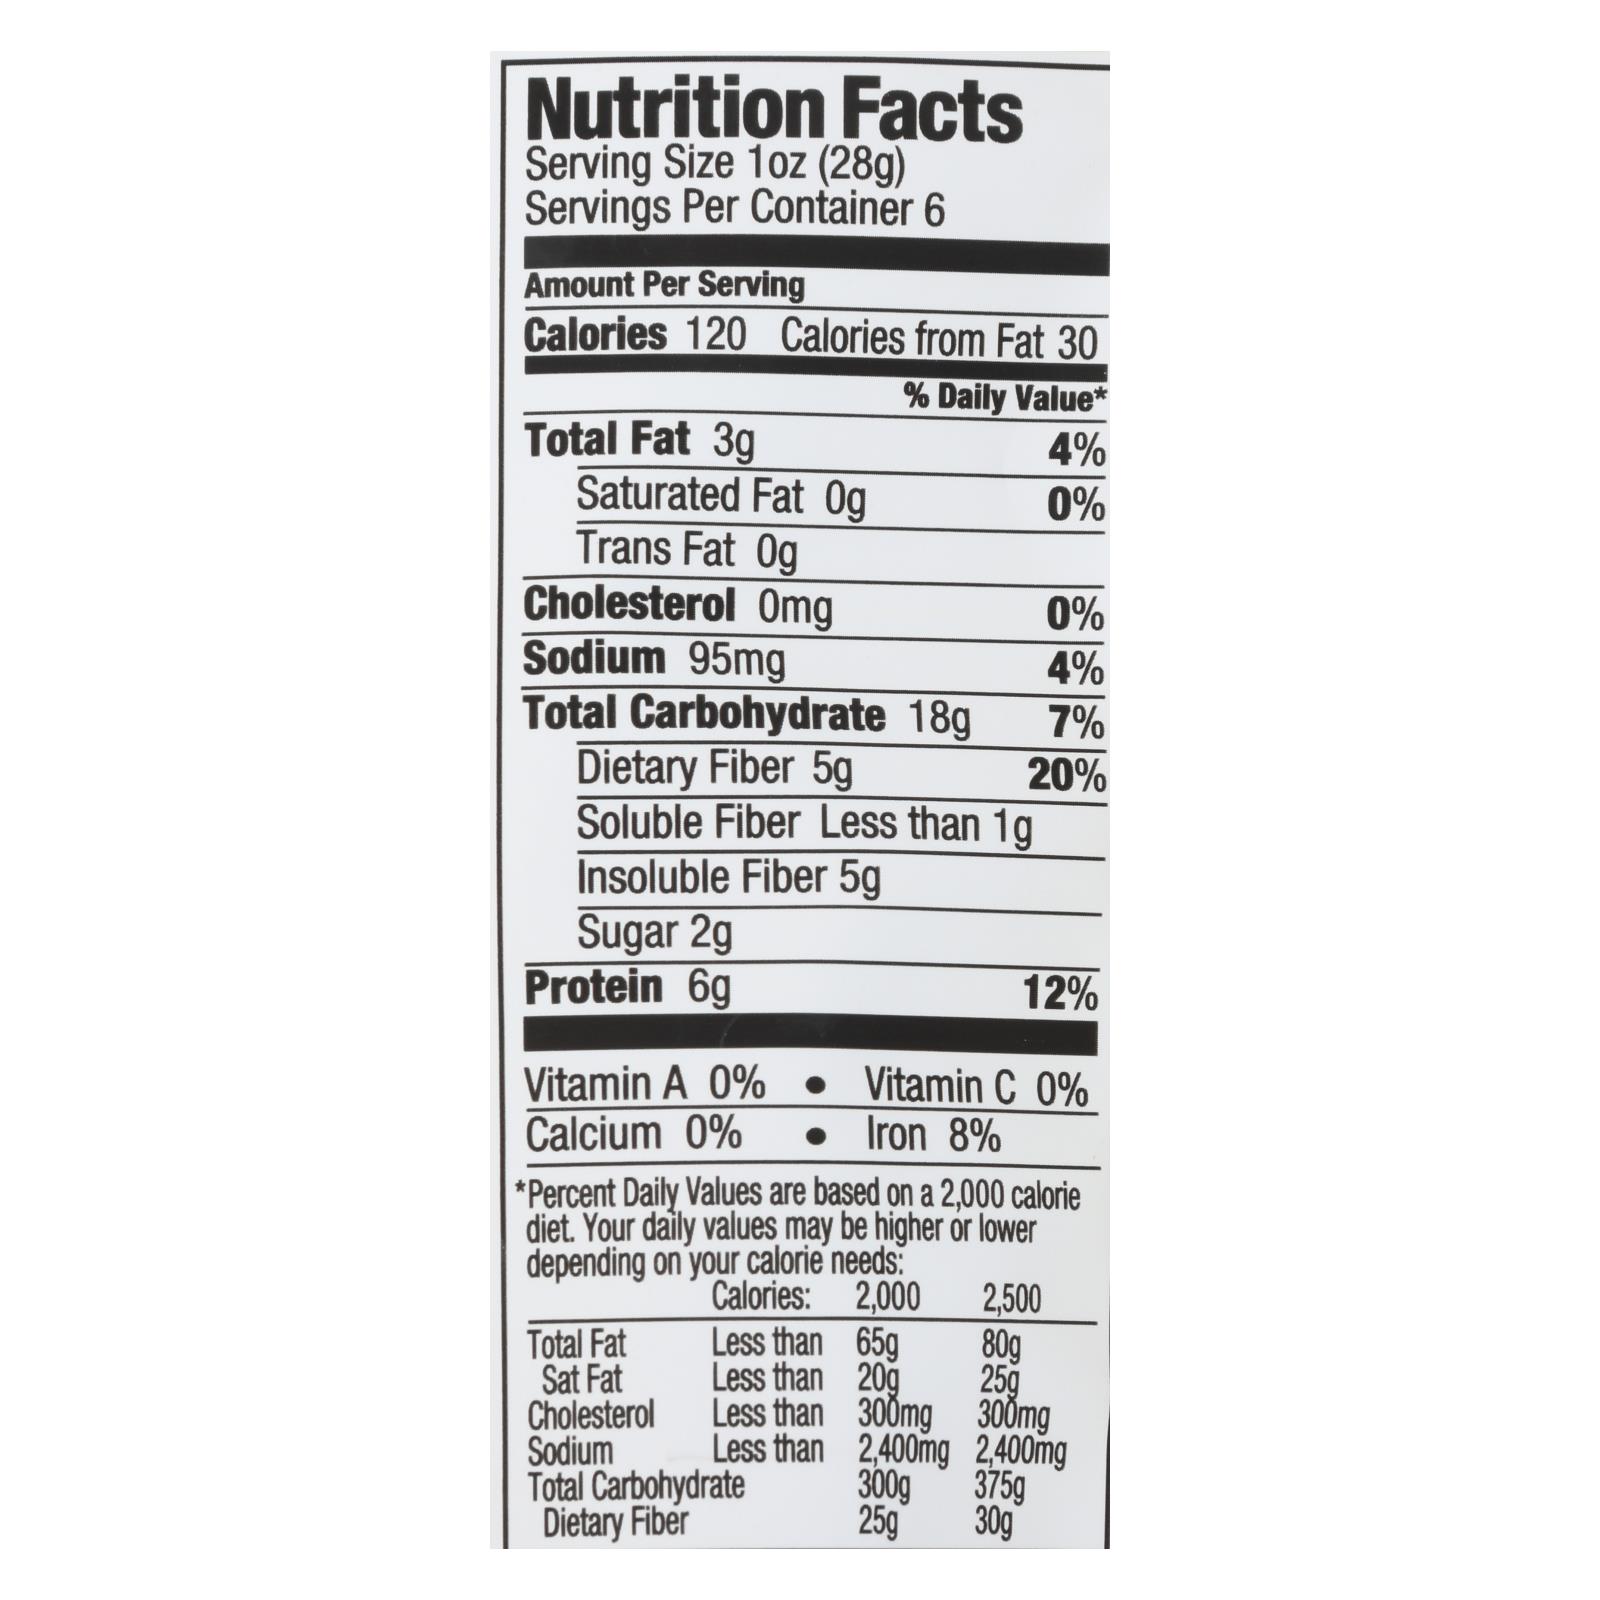 Nutrition Facts
Serving Size 1oz (28g)
Servings Per Container 6
Amount Per Serving
Calories 120 Calories from Fat 30
% Daily Value*
Total Fat 3g 4%
Saturated Fat 0g 0%
Trans Fat 0g
Cholesterol 0mg 0%
Sodium 95mg 4%
Total Carbohydrate 18g 7%
Dietary Fiber 5g 20%
Soluble Fiber Less than 1g
Insoluble Fiber 5g
Sugar 2g
Protein 6g 12%
Vitamin A 0% • Vitamin C 0%
Calcium 0% • Iron 8%
*Percent Daily Values are based on a 2,000 calorie
diet. Your daily values may be higher or lower
depending on your calorie needs:
Calories: 2,000 2,500
Total Fat Less than 65g 80g
Sat Fat Less than 20g 25g
Cholesterol Less than 300mg 300mg
Sodium Less than 2,400mg 2,400mg
Total Carbohydrate 300g 375g
Dietary Fiber 25g 30g